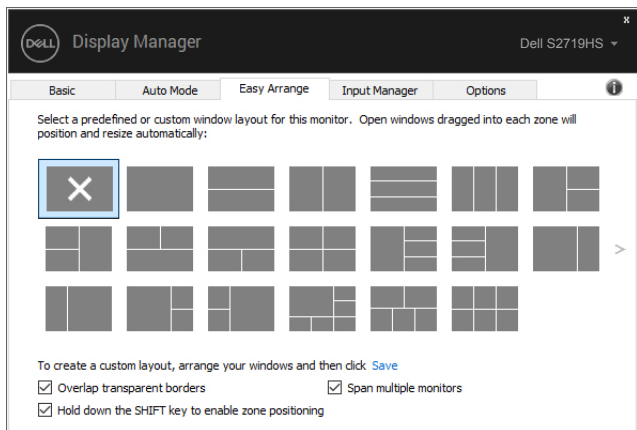 x
DELL Display Manager Dell S2719HS
Basic Auto Mode Easy Arrange Input Manager Options
Select a predefined or custom window layout for this monitor. Open windows dragged into each zone will
position and resize automatically:
To create a custom layout, arrange your windows and then click Save
Overlap transparent borders Span multiple monitors
Hold down the SHIFT key to enable zone positioning